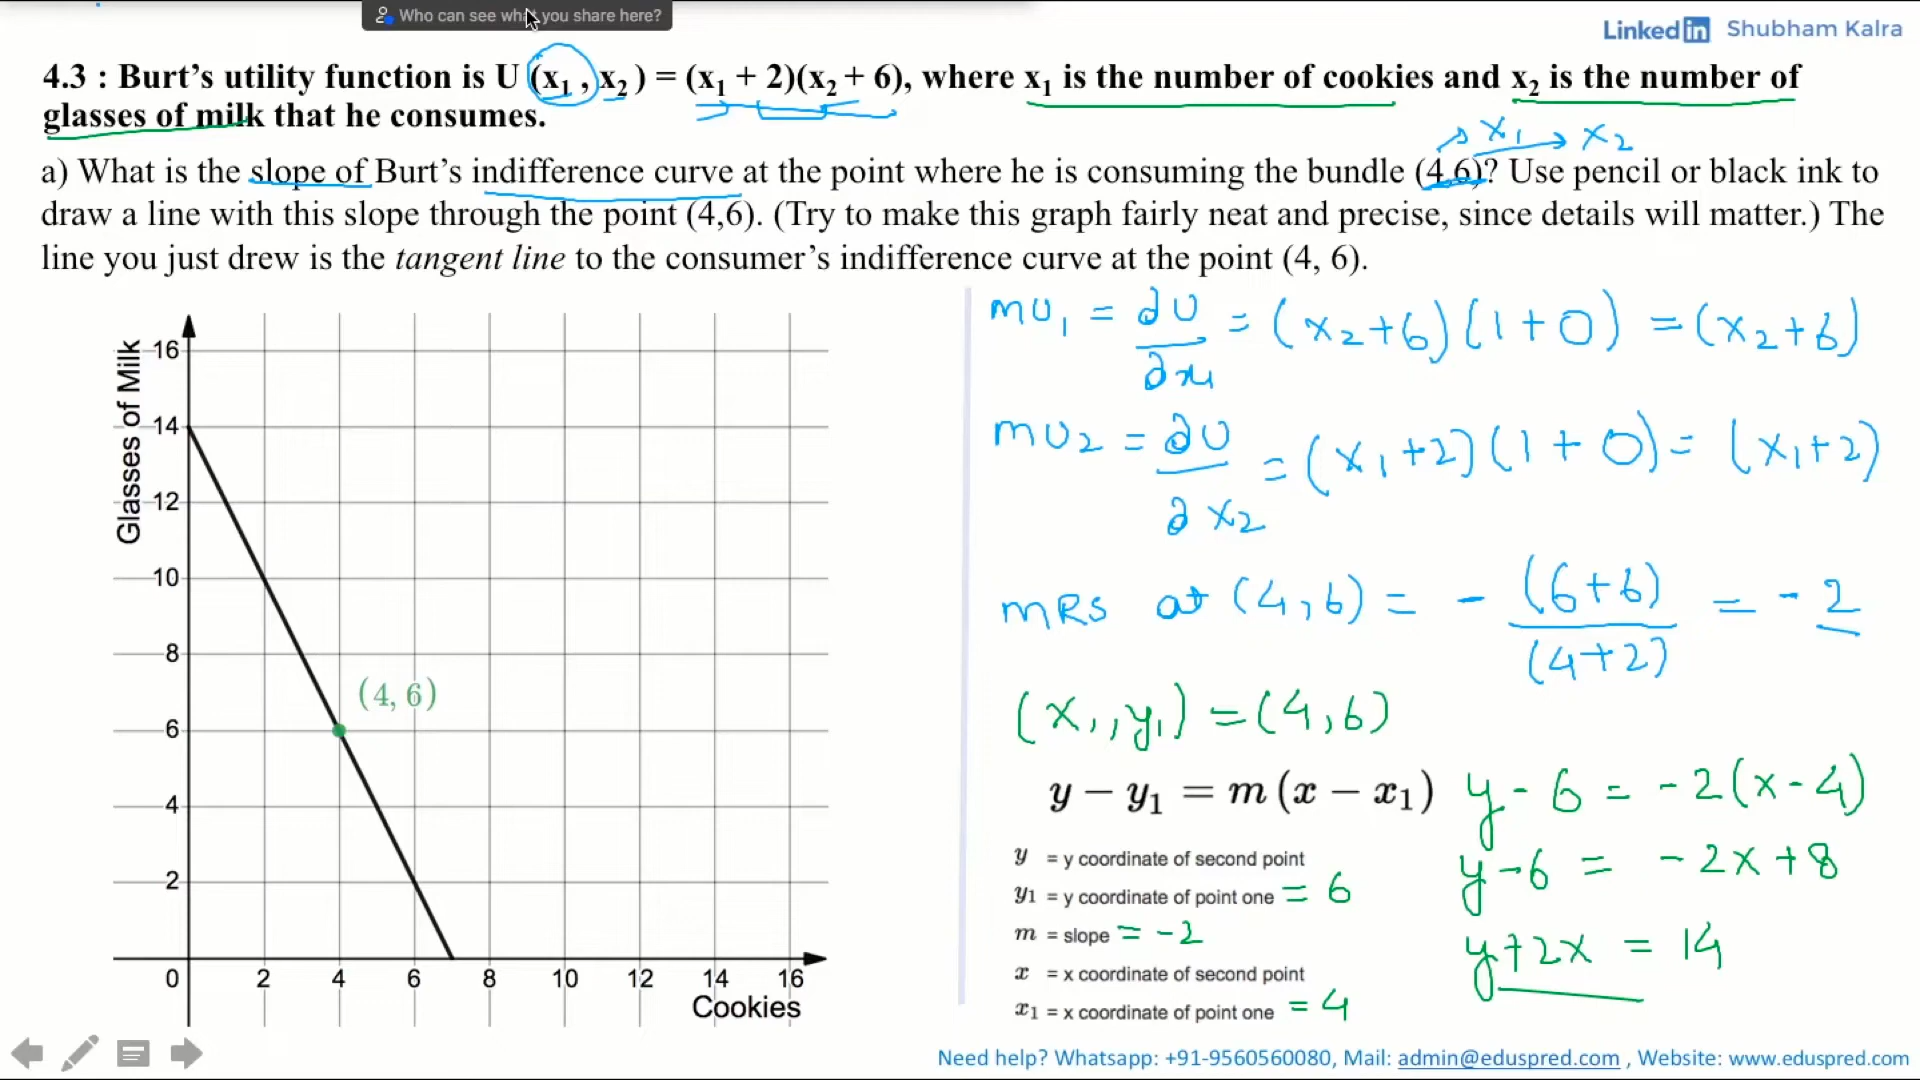 Who can see what you share here?
Linked in Shubham Kalra
4.3 : Burt’s utility function is U (x₁ , x₂ ) = (x₁ + 2)(x₂ + 6), where x₁ is the number of cookies and x₂ is the number of
glasses of milk that he consumes.
x₁ → x₂
a) What is the slope of Burt’s indifference curve at the point where he is consuming the bundle (4,6)? Use pencil or black ink to
draw a line with this slope through the point (4,6). (Try to make this graph fairly neat and precise, since details will matter.) The
line you just drew is the tangent line to the consumer’s indifference curve at the point (4, 6).
Glasses of Milk
16
14
12
10
8
6
4
2
(4, 6)
0 2 4 6 8 10 12 14 16
Cookies
MU₁ = ∂U/∂x₁ = (x₂+6)(1+0) = (x₂+6)
MU₂ = ∂U/∂x₂ = (x₁+2)(1+0) = (x₁+2)
MRS at (4,6) = - (6+6)/(4+2) = -2
(x₁,y₁) = (4,6)
y − y₁ = m (x − x₁)
y = y coordinate of second point
y₁ = y coordinate of point one = 6
m = slope = -2
x = x coordinate of second point
x₁ = x coordinate of point one = 4
y-6 = -2(x-4)
y-6 = -2x+8
y+2x = 14
Need help? Whatsapp: +91-9560560080, Mail: admin@eduspred.com , Website: www.eduspred.com